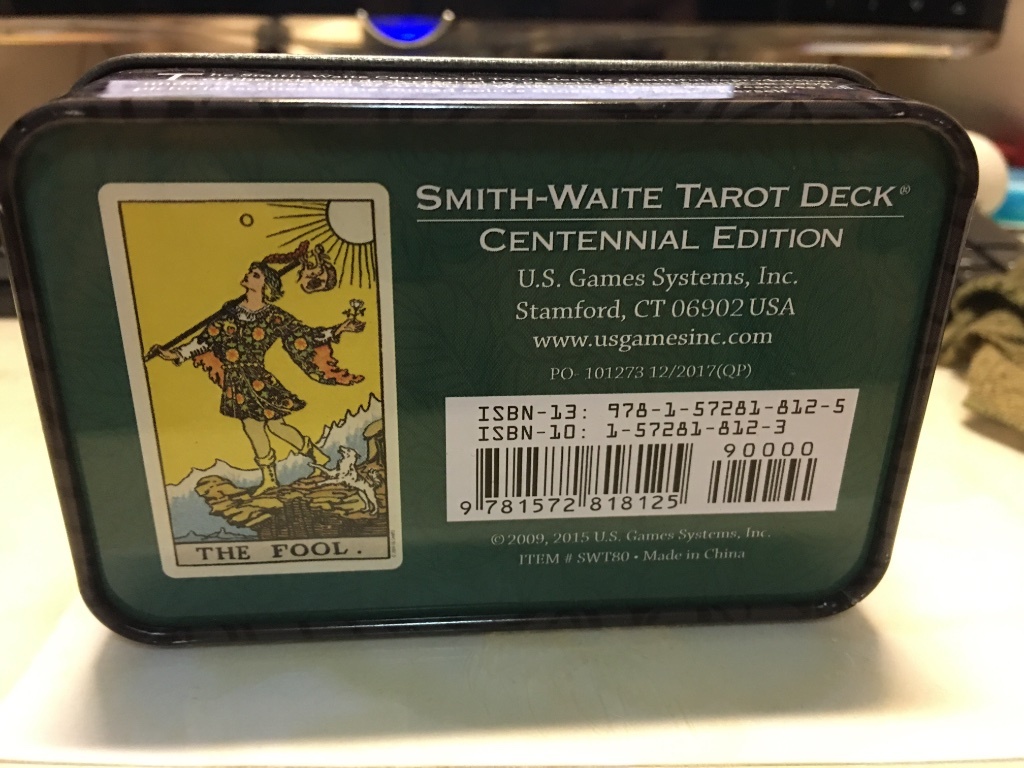 SMITH-WAITE TAROT DECK®
CENTENNIAL EDITION
U.S. Games Systems, Inc.
Stamford, CT 06902 USA
www.usgamesinc.com
PO- 101273 12/2017(QP)
ISBN-13: 978-1-57281-812-5
ISBN-10: 1-57281-812-3
90000
9 781572 818125
©2009, 2015 U.S. Games Systems, Inc.
ITEM # SWT80 • Made in China
0
THE FOOL.